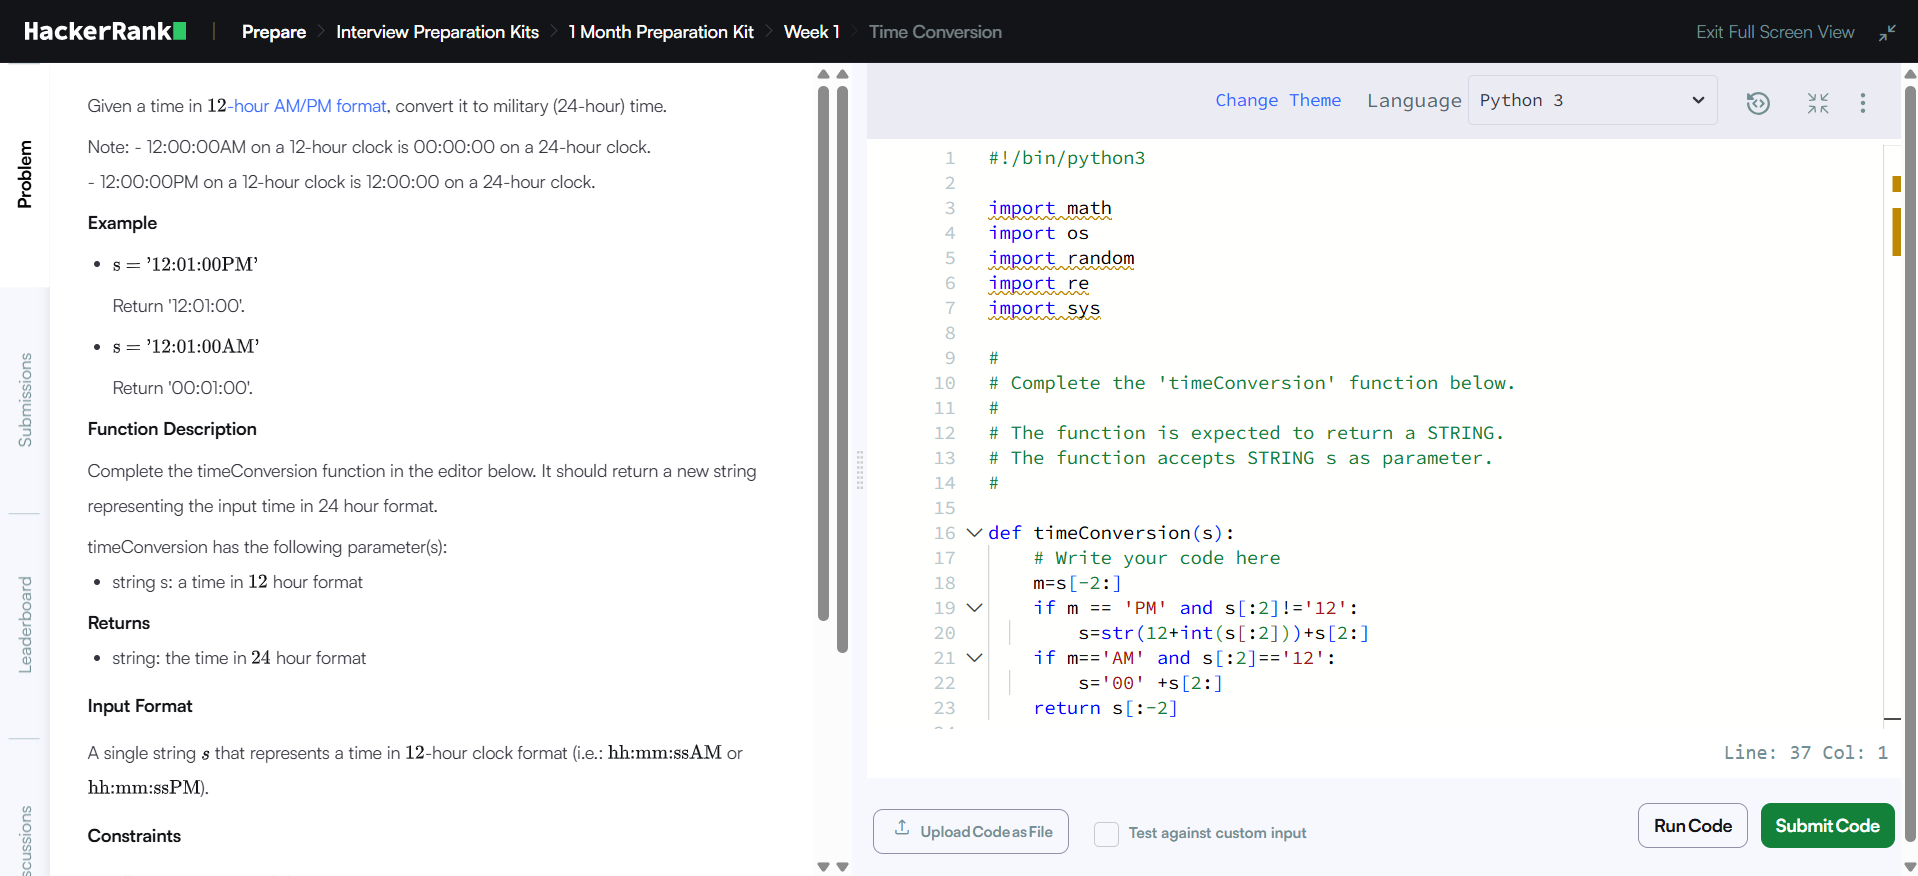 HackerRank | Prepare > Interview Preparation Kits > 1 Month Preparation Kit > Week 1 > Time Conversion Exit Full Screen View
Problem
Submissions
Leaderboard
Given a time in 12-hour AM/PM format, convert it to military (24-hour) time.
Note: - 12:00:00AM on a 12-hour clock is 00:00:00 on a 24-hour clock.
- 12:00:00PM on a 12-hour clock is 12:00:00 on a 24-hour clock.
Example
• s = '12:01:00PM'
Return '12:01:00'.
• s = '12:01:00AM'
Return '00:01:00'.
Function Description
Complete the timeConversion function in the editor below. It should return a new string
representing the input time in 24 hour format.
timeConversion has the following parameter(s):
• string s: a time in 12 hour format
Returns
• string: the time in 24 hour format
Input Format
A single string s that represents a time in 12-hour clock format (i.e.: hh:mm:ssAM or
hh:mm:ssPM).
Constraints
Change Theme Language Python 3
1 #!/bin/python3
2
3 import math
4 import os
5 import random
6 import re
7 import sys
8
9 #
10 # Complete the 'timeConversion' function below.
11 #
12 # The function is expected to return a STRING.
13 # The function accepts STRING s as parameter.
14 #
15
16 def timeConversion(s):
17     # Write your code here
18     m=s[-2:]
19     if m == 'PM' and s[:2]!='12':
20         s=str(12+int(s[:2]))+s[2:]
21     if m=='AM' and s[:2]=='12':
22         s='00' +s[2:]
23     return s[:-2]
Line: 37 Col: 1
Upload Code as File
Test against custom input
Run Code
Submit Code